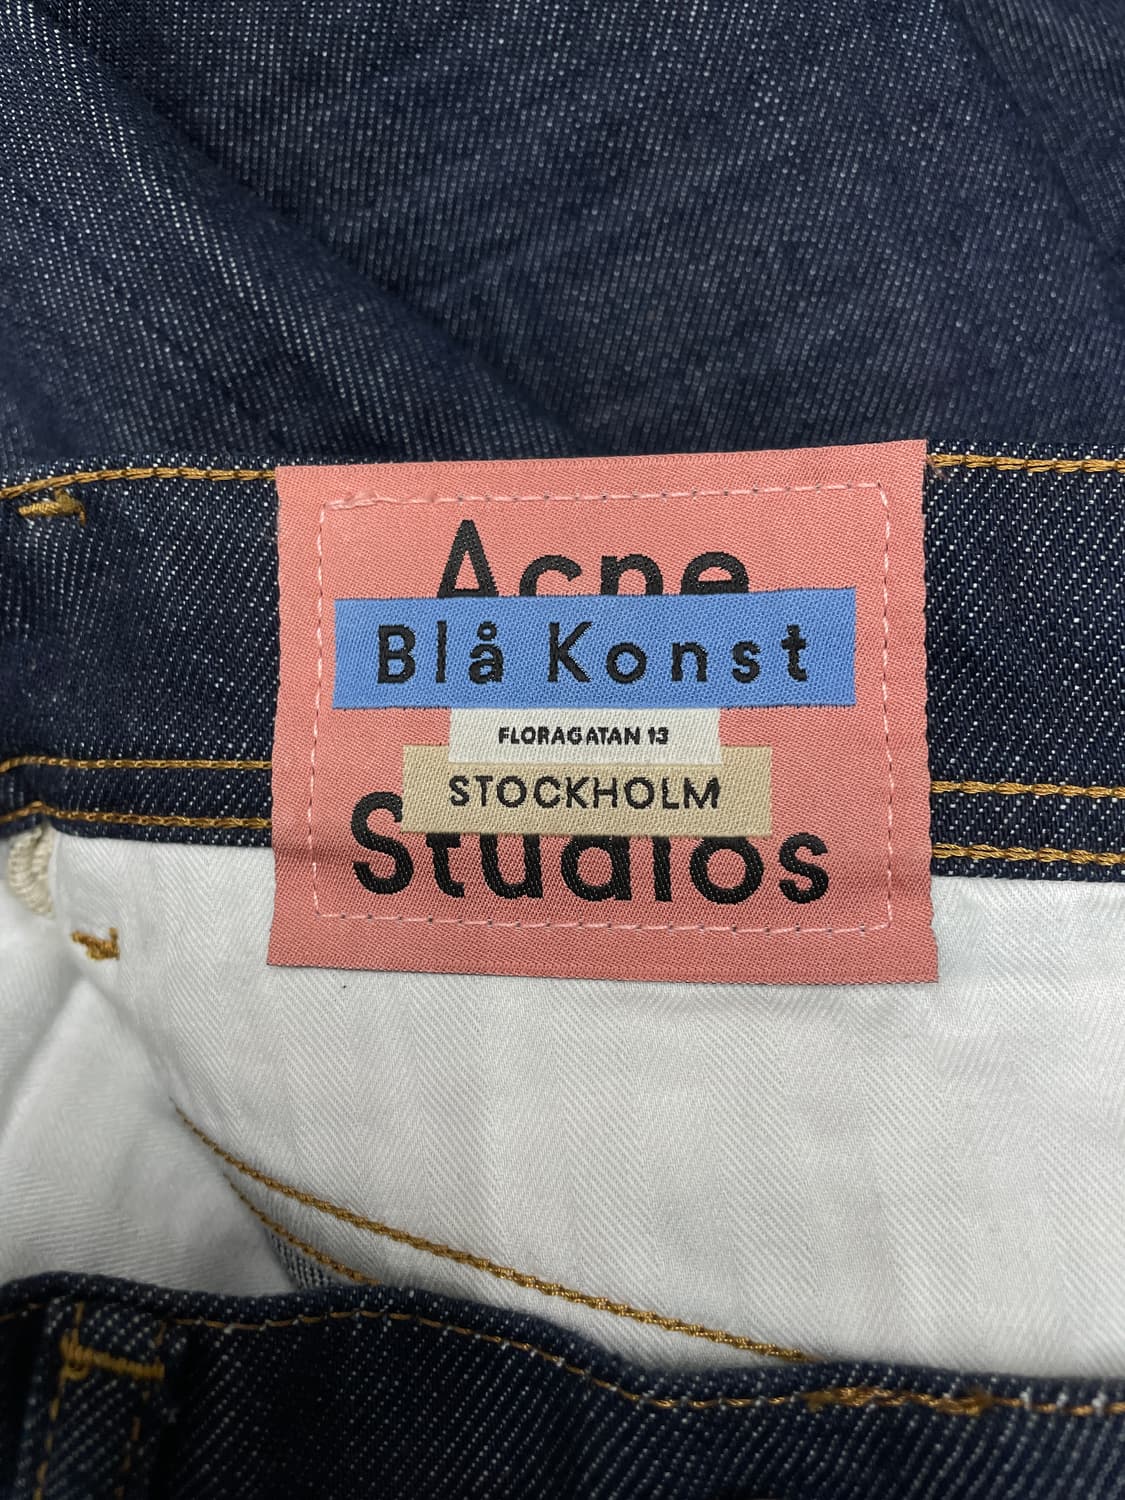 Acne
Blå Konst
FLORAGATAN 13
STOCKHOLM
Studios